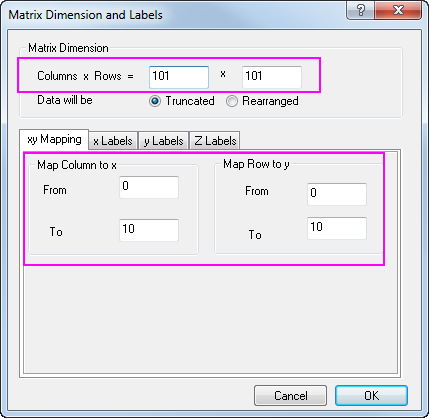 Matrix Dimension and Labels
?
Matrix Dimension
Columns x Rows = 101 x 101
Data will be Truncated Rearranged
xy Mapping x Labels y Labels Z Labels
Map Column to x
From 0
To 10
Map Row to y
From 0
To 10
Cancel OK